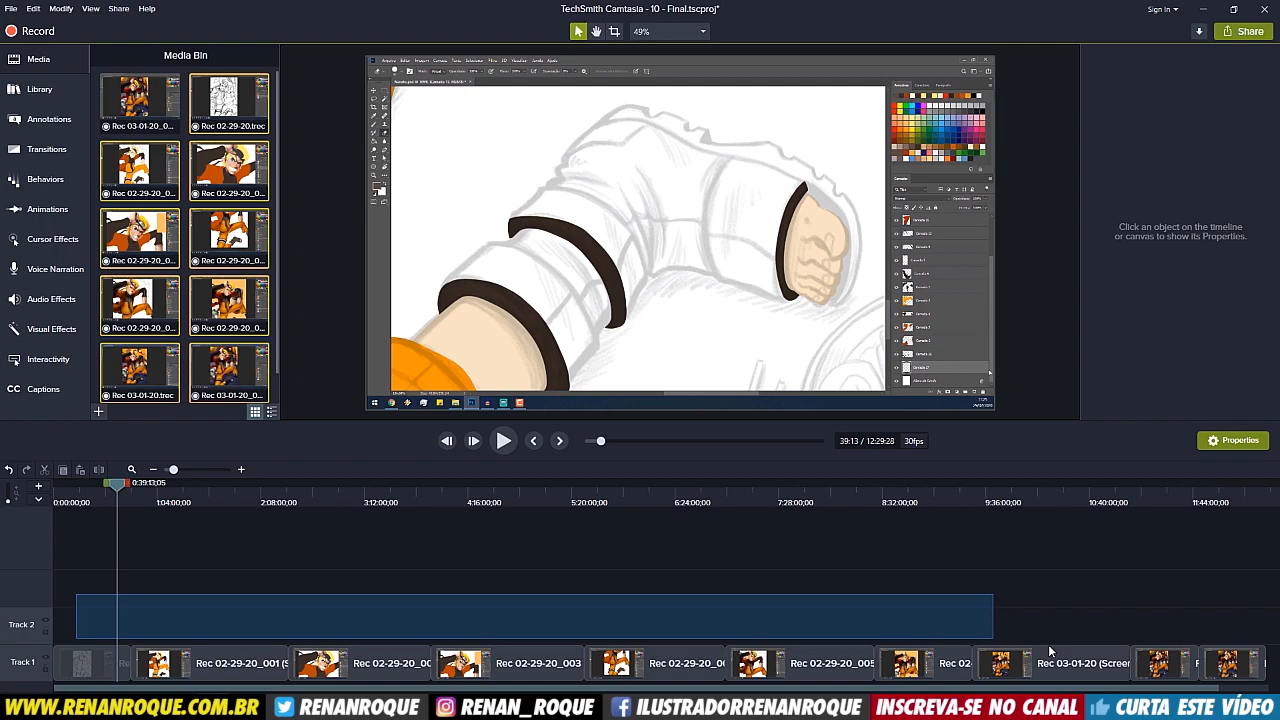 File Edit Modify View Share Help
TechSmith Camtasia - 10 - Final.tscproj*
Sign In
Record
49%
Share
Media
Library
Annotations
Transitions
Behaviors
Animations
Cursor Effects
Voice Narration
Audio Effects
Visual Effects
Interactivity
Captions
Media Bin
Rec 03-01-20_0...
Rec 02-29-20.trec
Rec 02-29-20_0...
Rec 02-29-20_0...
Rec 02-29-20_0...
Rec 02-29-20_0...
Rec 02-29-20_0...
Rec 02-29-20_0...
Rec 03-01-20.trec
Rec 03-01-20_0...
Click an object on the timeline
or canvas to show its Properties.
39:13 / 12:29:28
30fps
Properties
0:39:13;05
0:00:00;00
1:04:00;00
2:08:00;00
3:12:00;00
4:16:00;00
5:20:00;00
6:24:00;00
7:28:00;00
8:32:00;00
9:36:00;00
10:40:00;00
11:44:00;00
Track 2
Track 1
Rec 02-29-20_001 (S
Rec 02-29-20_00
Rec 02-29-20_003
Rec 02-29-20_00
Rec 02-29-20_005
Rec 02
Rec 03-01-20 (Screen
WWW.RENANROQUE.COM.BR
RENANROQUE
RENAN_ROQUE
ILUSTRADORRENANROQUE
INSCREVA-SE NO CANAL
CURTA ESTE VÍDEO